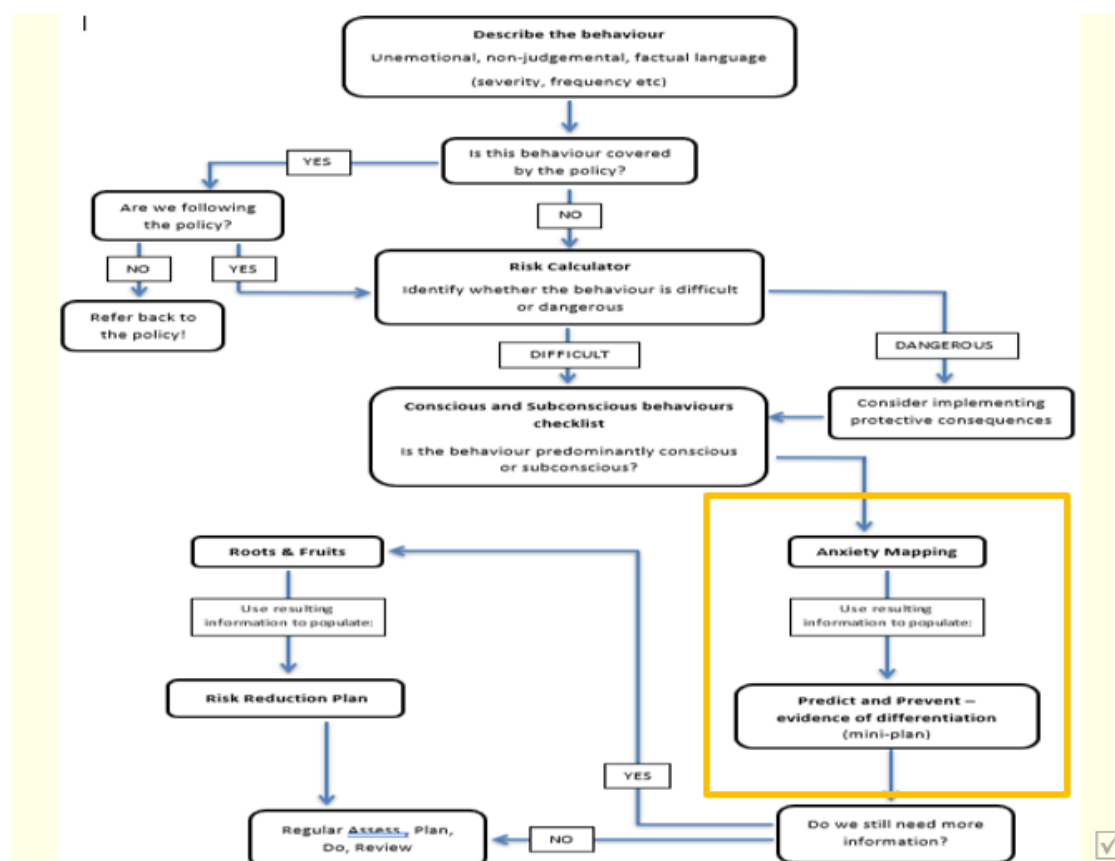 Describe the behaviour
Unemotional, non-judgemental, factual language
(severity, frequency etc)
Is this behaviour covered
by the policy?
YES
Are we following
the policy?
NO
NO
YES
Risk Calculator
Identify whether the behaviour is difficult
or dangerous
Refer back to
the policy!
DIFFICULT
DANGEROUS
Conscious and Subconscious behaviours
checklist
Is the behaviour predominantly conscious
or subconscious?
Consider implementing
protective consequences
Roots & Fruits
Anxiety Mapping
Use resulting
information to populate:
Use resulting
information to populate:
Risk Reduction Plan
Predict and Prevent –
evidence of differentiation
(mini-plan)
YES
Regular Assess, Plan,
Do, Review
NO
Do we still need more
information?